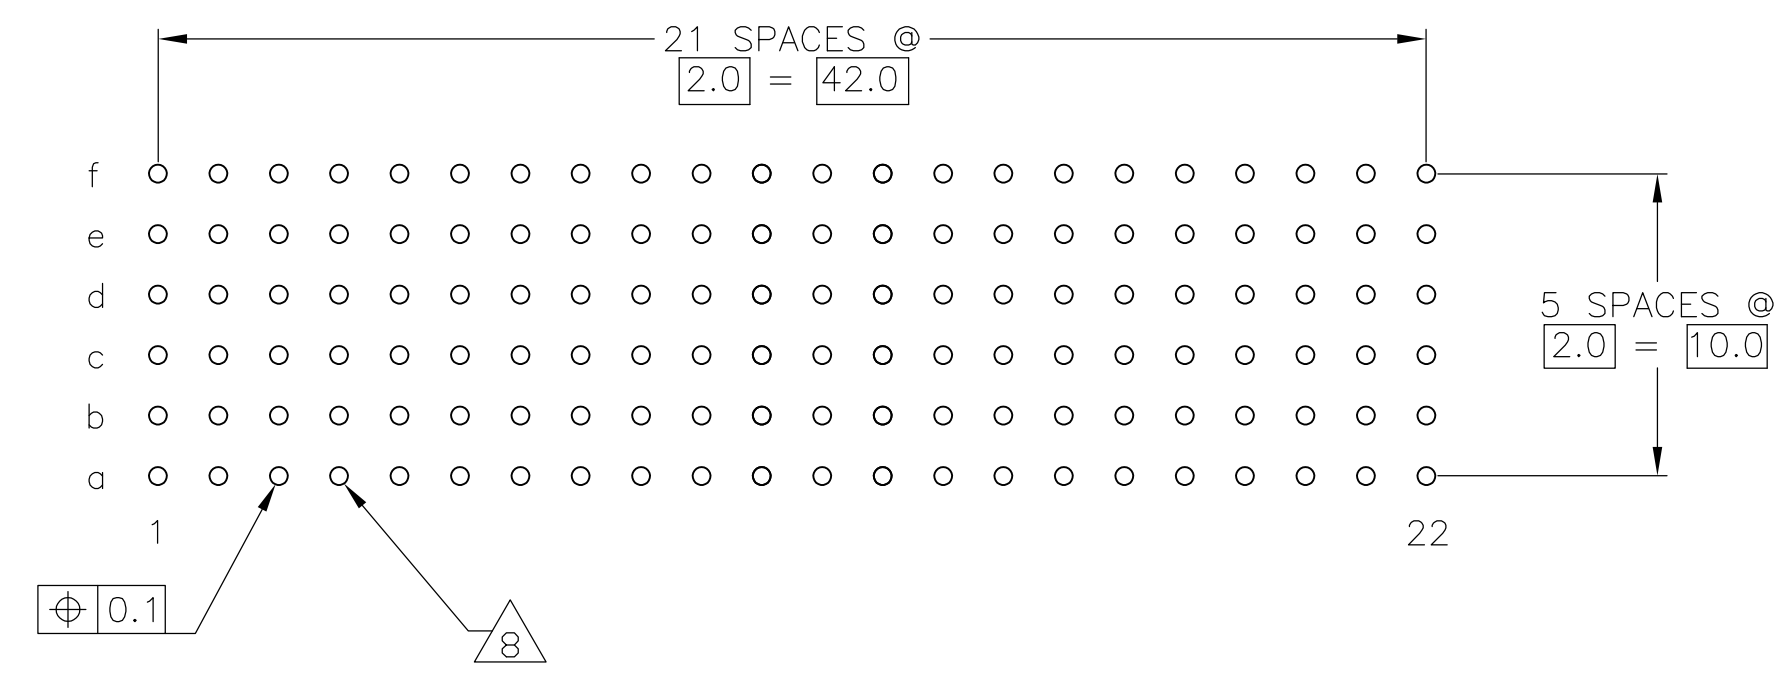 21 SPACES @
2.0 = 42.0
f
e
d
c
b
a
5 SPACES @
2.0 = 10.0
1
22
⌖ 0.1
8